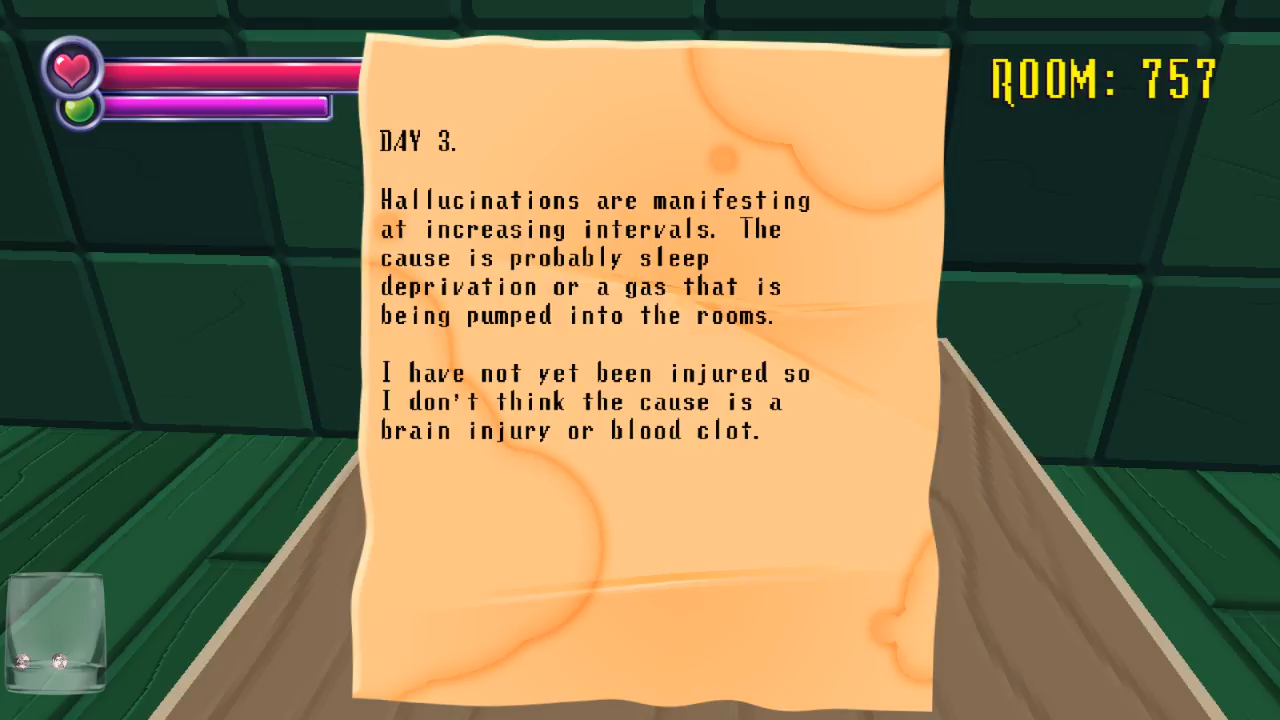 ROOM: 757
DAY 3.
Hallucinations are manifesting
at increasing intervals. The
cause is probably sleep
deprivation or a gas that is
being pumped into the rooms.
I have not yet been injured so
I don't think the cause is a
brain injury or blood clot.